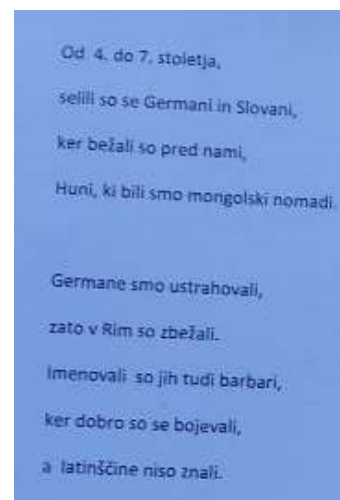 Od 4. do 7. stoletja,
selili so se Germani in Slovani,
ker bežali so pred nami,
Huni, ki bili smo mongolski nomadi.
Germane smo ustrahovali,
zato v Rim so zbežali.
Imenovali so jih tudi barbari,
ker dobro so se bojevali,
a latinščine niso znali.